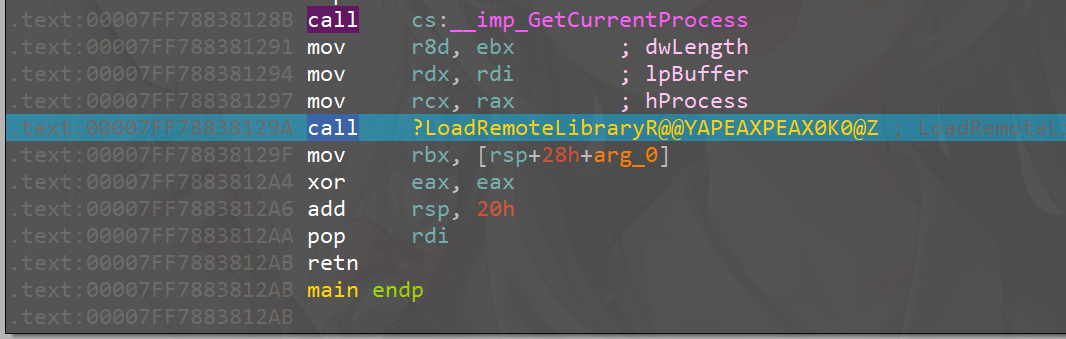 .text:00007FF78838128B call cs:__imp_GetCurrentProcess
.text:00007FF788381291 mov r8d, ebx ; dwLength
.text:00007FF788381294 mov rdx, rdi ; lpBuffer
.text:00007FF788381297 mov rcx, rax ; hProcess
.text:00007FF78838129A call ?LoadRemoteLibraryR@@YAPEAXPEAX0K0@Z ; LoadRemoteLi
.text:00007FF78838129F mov rbx, [rsp+28h+arg_0]
.text:00007FF7883812A4 xor eax, eax
.text:00007FF7883812A6 add rsp, 20h
.text:00007FF7883812AA pop rdi
.text:00007FF7883812AB retn
.text:00007FF7883812AB main endp
.text:00007FF7883812AB